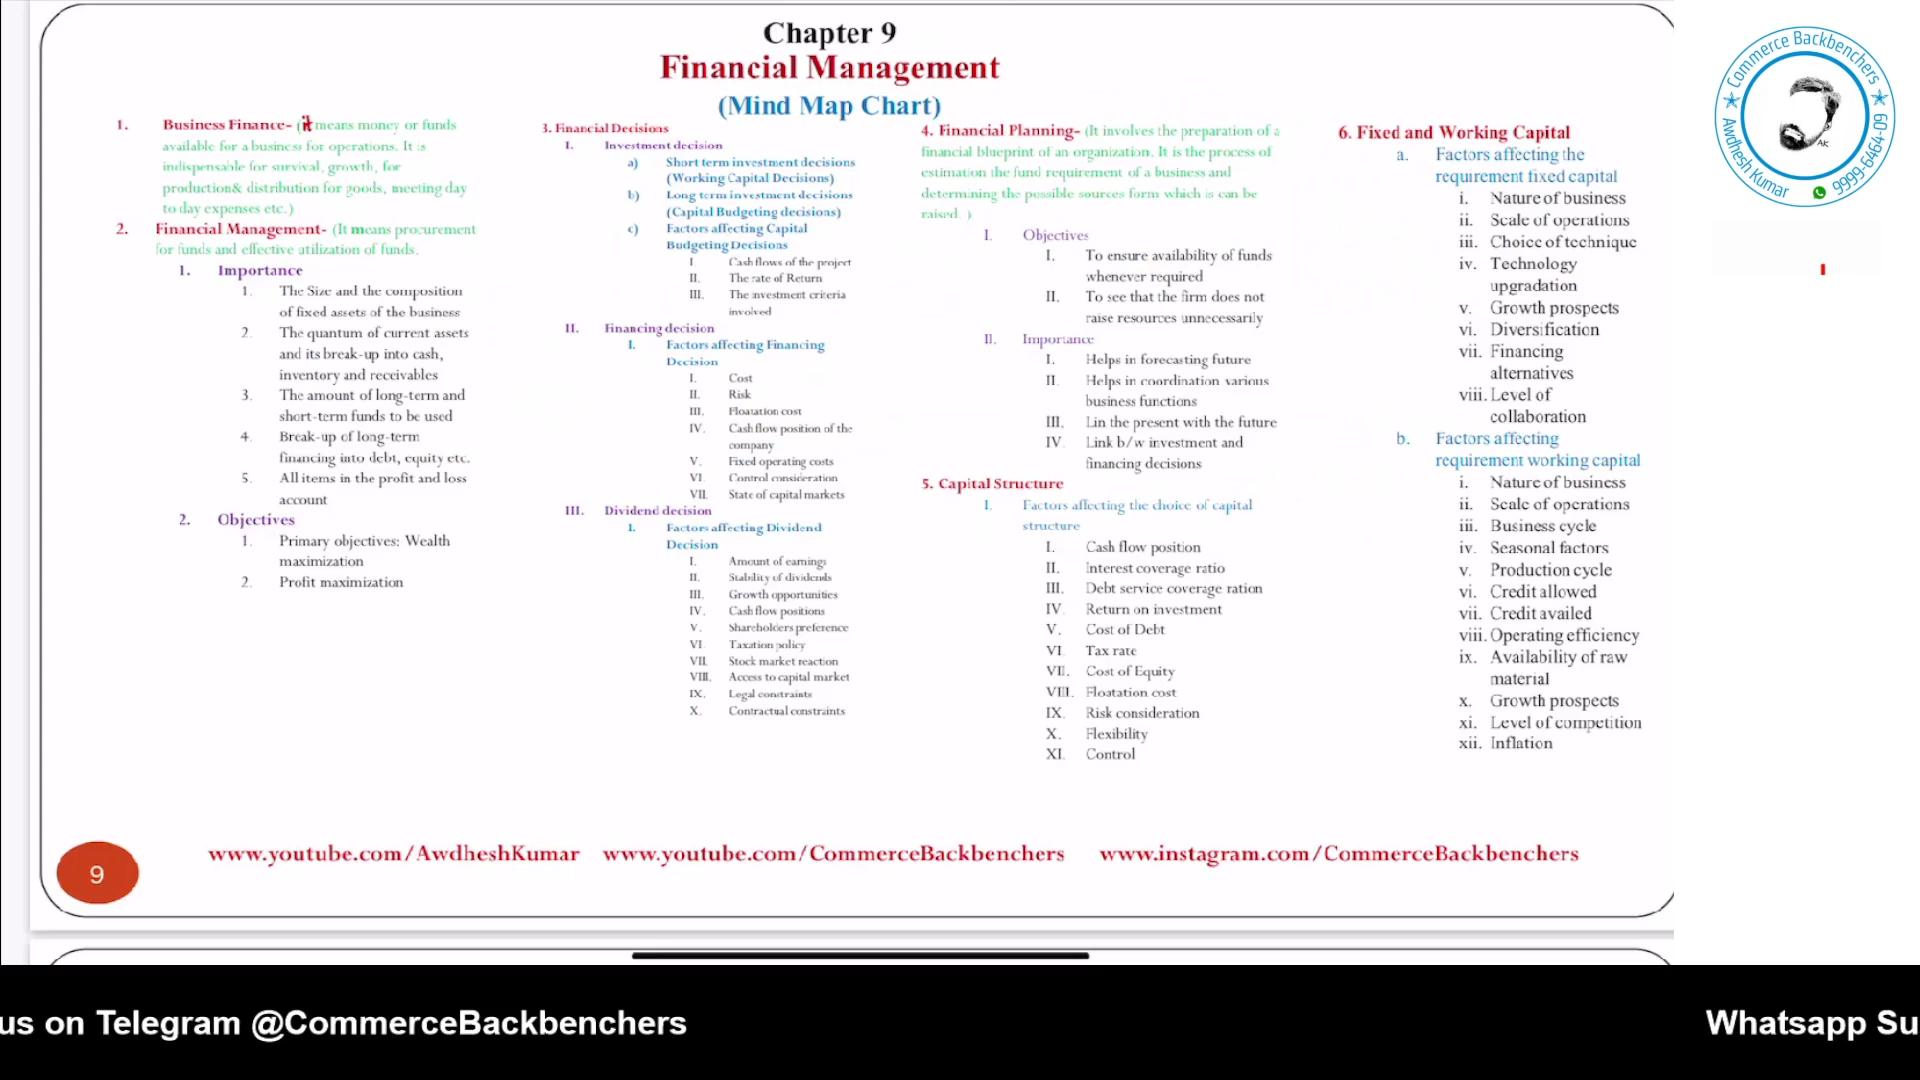 Chapter 9
Financial Management
(Mind Map Chart)
1. Business Finance- (it means money or funds
available for a business for operations. It is
indispensable for survival, growth, for
production& distribution for goods, meeting day
to day expenses etc.)
2. Financial Management- (It means procurement
for funds and effective utilization of funds.
1. Importance
1. The Size and the composition
of fixed assets of the business
2. The quantum of current assets
and its break-up into cash,
inventory and receivables
3. The amount of long-term and
short-term funds to be used
4. Break-up of long-term
financing into debt, equity etc.
5. All items in the profit and loss
account
2. Objectives
1. Primary objectives: Wealth
maximization
2. Profit maximization
3. Financial Decisions
I. Investment decision
a) Short term investment decisions
(Working Capital Decisions)
b) Long term investment decisions
(Capital Budgeting decisions)
c) Factors affecting Capital
Budgeting Decisions
I. Cash flows of the project
II. The rate of Return
III. The investment criteria
involved
II. Financing decision
I. Factors affecting Financing
Decision
I. Cost
II. Risk
III. Floatation cost
IV. Cash flow position of the
company
V. Fixed operating costs
VI. Control consideration
VII. State of capital markets
III. Dividend decision
I. Factors affecting Dividend
Decision
I. Amount of earnings
II. Stability of dividends
III. Growth opportunities
IV. Cash flow positions
V. Shareholders preference
VI. Taxation policy
VII. Stock market reaction
VIII. Access to capital market
IX. Legal constraints
X. Contractual constraints
4. Financial Planning- (It involves the preparation of a
financial blueprint of an organization. It is the process of
estimation the fund requirement of a business and
determining the possible sources form which is can be
raised. )
I. Objectives
I. To ensure availability of funds
whenever required
II. To see that the firm does not
raise resources unnecessarily
II. Importance
I. Helps in forecasting future
II. Helps in coordination various
business functions
III. Lin the present with the future
IV. Link b/w investment and
financing decisions
5. Capital Structure
I. Factors affecting the choice of capital
structure
I. Cash flow position
II. Interest coverage ratio
III. Debt service coverage ration
IV. Return on investment
V. Cost of Debt
VI. Tax rate
VII. Cost of Equity
VIII. Floatation cost
IX. Risk consideration
X. Flexibility
XI. Control
6. Fixed and Working Capital
a. Factors affecting the
requirement fixed capital
i. Nature of business
ii. Scale of operations
iii. Choice of technique
iv. Technology
upgradation
v. Growth prospects
vi. Diversification
vii. Financing
alternatives
viii. Level of
collaboration
b. Factors affecting
requirement working capital
i. Nature of business
ii. Scale of operations
iii. Business cycle
iv. Seasonal factors
v. Production cycle
vi. Credit allowed
vii. Credit availed
viii. Operating efficiency
ix. Availability of raw
material
x. Growth prospects
xi. Level of competition
xii. Inflation
Commerce Backbenchers
Awdhesh Kumar
9999-6464-09
AK
9
www.youtube.com/AwdheshKumar www.youtube.com/CommerceBackbenchers www.instagram.com/CommerceBackbenchers
us on Telegram @CommerceBackbenchers
Whatsapp Su